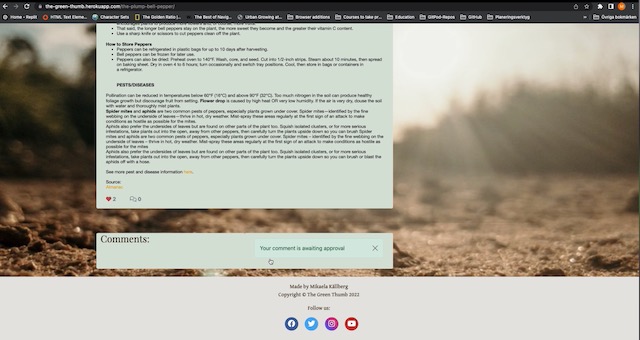 the-green-thumb.herokuapp.com/the-plump-bell-pepper/
HTML Text Eleme...
Character Sets
The Golden Ratio |...
The Best of Navig...
Urban Growing at...
Browser additions
Courses to take or pr...
Education
GitPod-Repos
GitHub
Planeringsverktyg
Övriga bokmärken
That said, the longer bell peppers stay on the plant, the more sweet they become and the greater their vitamin C content.
Use a sharp knife or scissors to cut peppers clean off the plant.
How to Store Peppers
Peppers can be refrigerated in plastic bags for up to 10 days after harvesting.
Bell peppers can be frozen for later use.
Peppers can also be dried: Preheat oven to 140°F. Wash, core, and seed. Cut into 1/2-inch strips. Steam about 10 minutes, then
spread on baking sheet. Dry in oven 4 to 6 hours; turn occasionally and switch tray positions. Cool, then store in bags or containers in
a refrigerator.
PESTS/DISEASES
Pollination can be reduced in temperatures below 60°F (16°C) and above 90°F (32°C). Too much nitrogen in the soil can produce healthy
foliage growth but discourage fruit from setting. Flower drop is caused by high heat OR very low humidity. If the air is very dry, douse the soil
with water and thoroughly mist plants.
Spider mites and aphids are two common pests of peppers, especially plants grown under cover. Spider mites—identified by the fine
webbing on the underside of leaves—thrive in hot, dry weather. Mist-spray these areas regularly at the first sign of an attack to make
conditions as hostile as possible for the mites.
Aphids also prefer the undersides of leaves but are found on other parts of the plant too. Squish isolated clusters, or for more serious
infestations, take plants out into the open, away from other peppers, then carefully turn the plants upside down so you can brush Spider
mites and aphids are two common pests of peppers, especially plants grown under cover. Spider mites – identified by the fine webbing on the
underside of leaves – thrive in hot, dry weather. Mist-spray these areas regularly at the first sign of an attack to make conditions as hostile as
possible for the mites
Aphids also prefer the undersides of leaves but are found on other parts of the plant too. Squish isolated clusters, or for more serious
infestations, take plants out into the open, away from other peppers, then carefully turn the plants upside down so you can brush or blast the
aphids off with a hose.
See more pest and disease information here.
Source:
Almanac
2 0
Comments:
Your comment is awaiting approval
Made by Mikaela Källberg
Copyright © The Green Thumb 2022
Follow us: